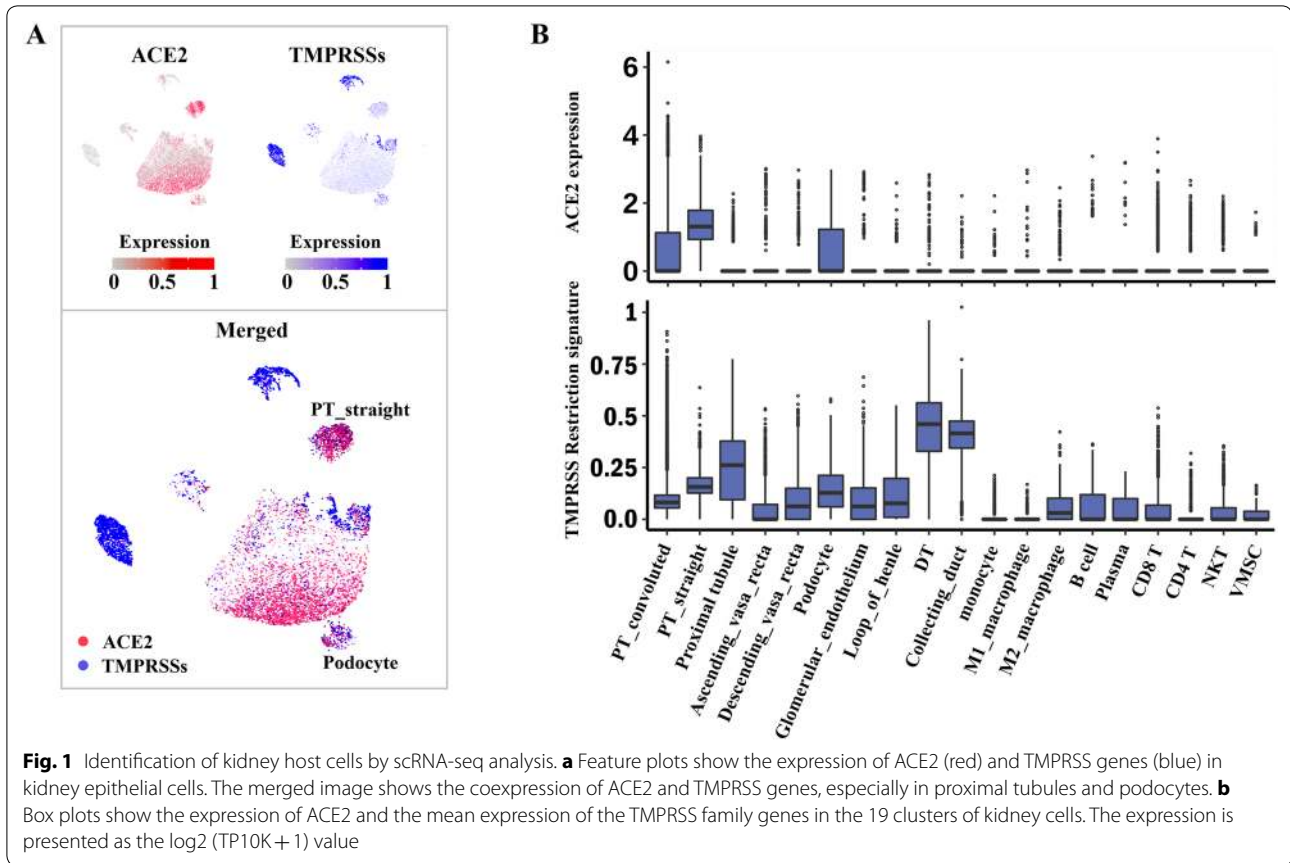 A
ACE2
TMPRSSs
Expression
Expression
0 0.5 1
0 0.5 1
Merged
PT_straight
Podocyte
ACE2
TMPRSSs
B
ACE2 expression
6
4
2
0
TMPRSS Restriction signature
1
0.75
0.5
0.25
0.0
PT_convoluted
PT_straight
Proximal tubule
Ascending_vasa_recta
Descending_vasa_recta
Podocyte
Glomerular_endothelium
Loop_of_henle
DT
Collecting_duct
monocyte
M1_macrophage
M2_macrophage
B cell
Plasma
CD8 T
CD4 T
NKT
VMSC
Fig. 1 Identification of kidney host cells by scRNA-seq analysis. a Feature plots show the expression of ACE2 (red) and TMPRSS genes (blue) in
kidney epithelial cells. The merged image shows the coexpression of ACE2 and TMPRSS genes, especially in proximal tubules and podocytes. b
Box plots show the expression of ACE2 and the mean expression of the TMPRSS family genes in the 19 clusters of kidney cells. The expression is
presented as the log2 (TP10K + 1) value